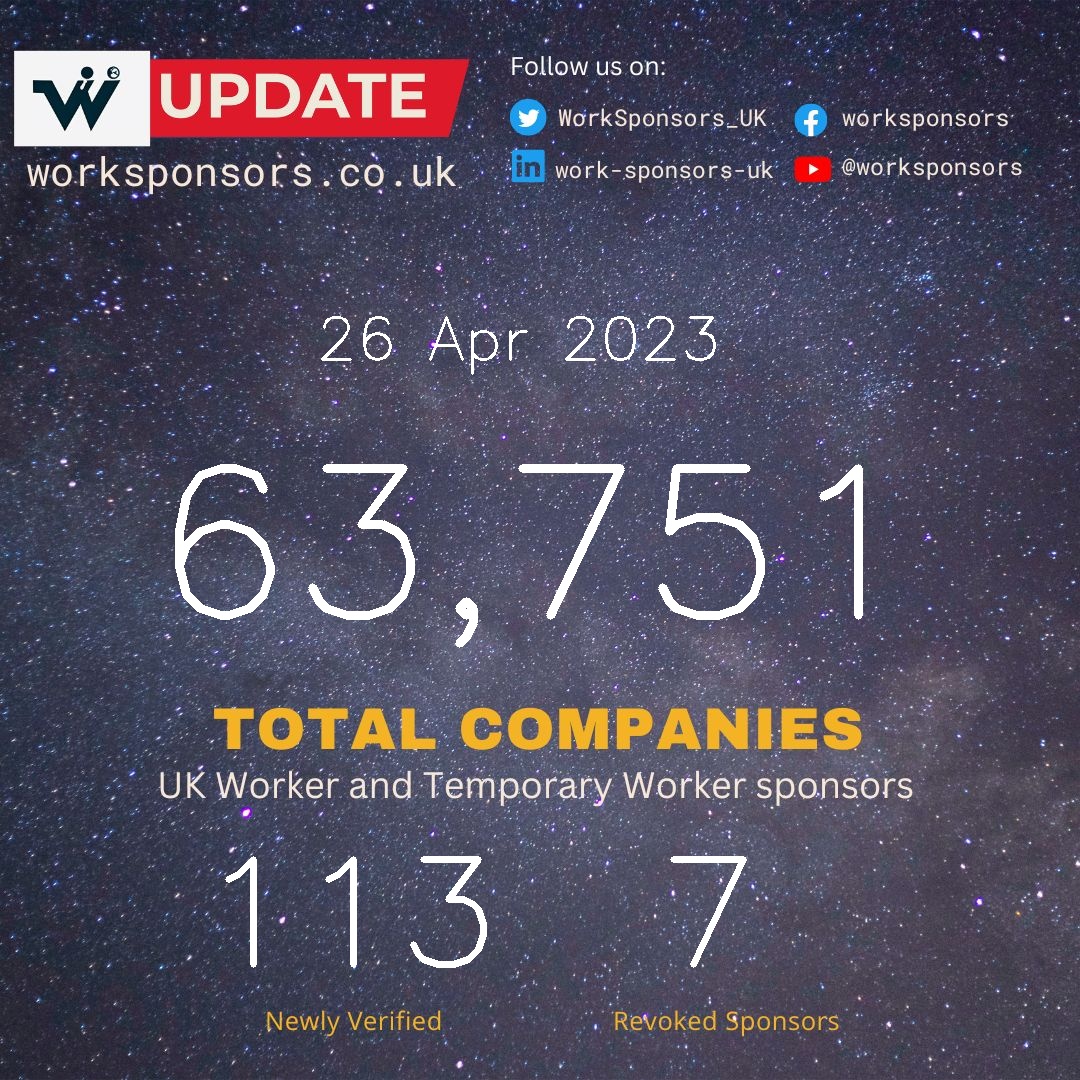 UPDATE
worksponsors.co.uk
Follow us on:
WorkSponsors_UK
worksponsors
work-sponsors-uk
@worksponsors
26 Apr 2023
63,751
TOTAL COMPANIES
UK Worker and Temporary Worker sponsors
113
7
Newly Verified
Revoked Sponsors